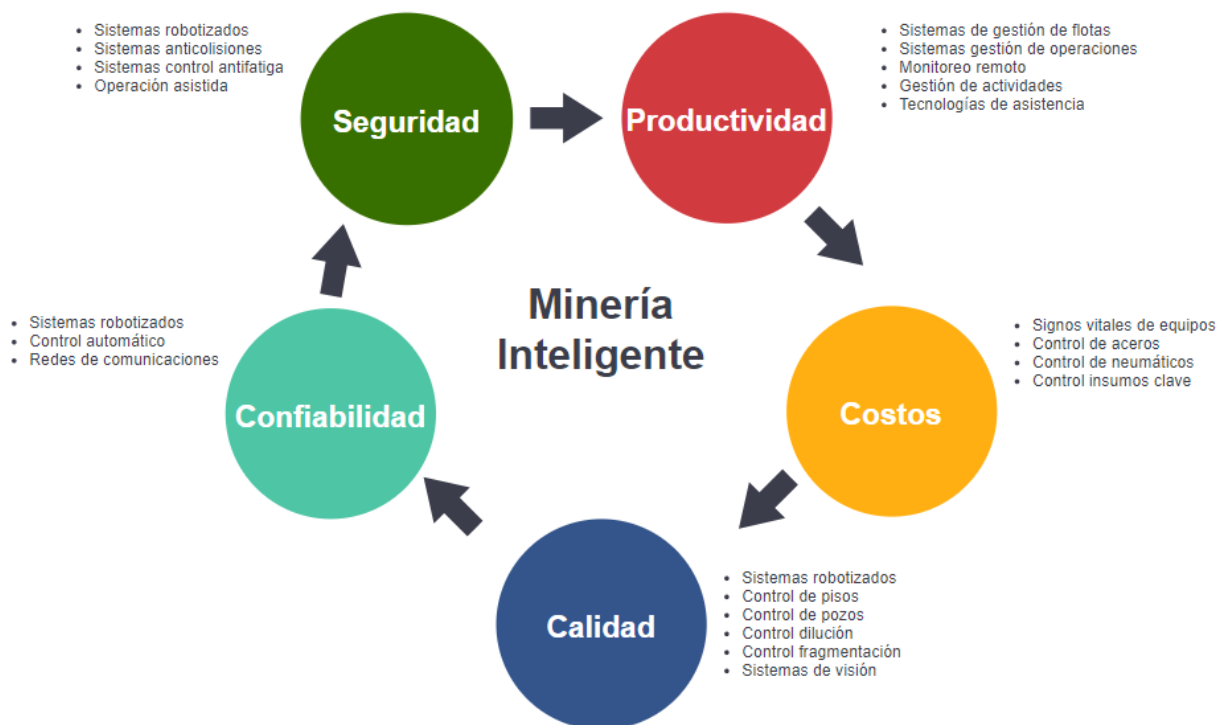 • Sistemas robotizados
• Sistemas anticolisiones
• Sistemas control antifatiga
• Operación asistida
Seguridad
Productividad
• Sistemas de gestión de flotas
• Sistemas gestión de operaciones
• Monitoreo remoto
• Gestión de actividades
• Tecnologías de asistencia
Minería
Inteligente
• Sistemas robotizados
• Control automático
• Redes de comunicaciones
Confiabilidad
Costos
• Signos vitales de equipos
• Control de aceros
• Control de neumáticos
• Control insumos clave
Calidad
• Sistemas robotizados
• Control de pisos
• Control de pozos
• Control dilución
• Control fragmentación
• Sistemas de visión